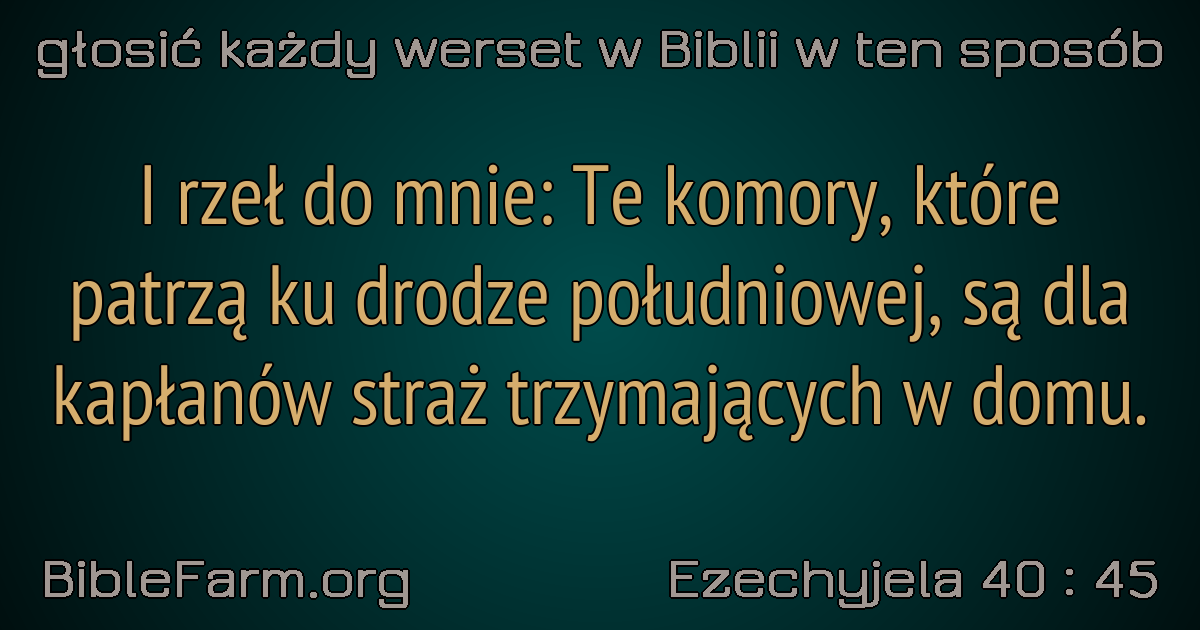 głosić każdy werset w Biblii w ten sposób
I rzeł do mnie: Te komory, które
patrzą ku drodze południowej, są dla
kapłanów straż trzymających w domu.
BibleFarm.org
Ezechyjela 40 : 45